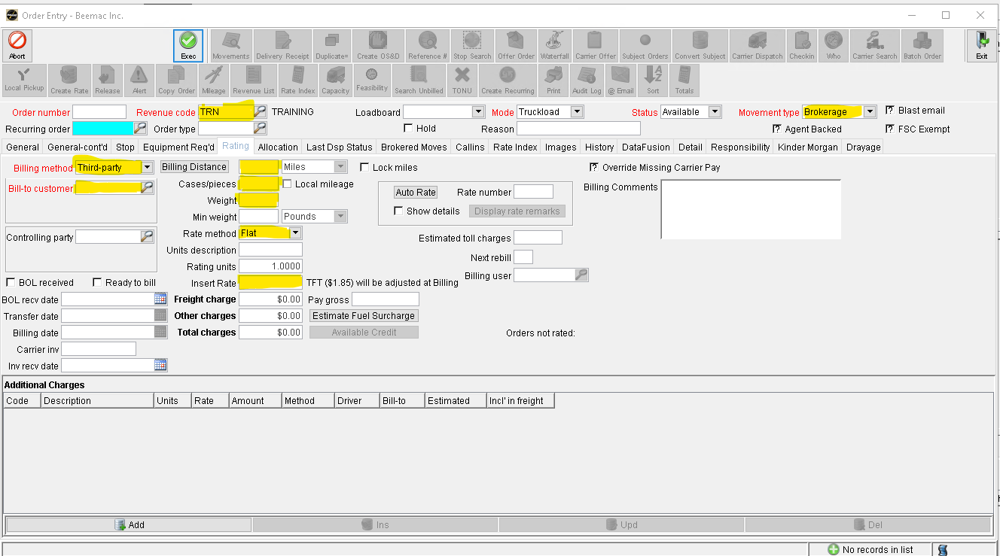 Order Entry - Beemac Inc.
Abort Exec Movements Delivery Receipt Duplicate= Create OS&D Reference # Stop Search Offer Order Waterfall Carrier Offer Subject Orders Convert Subject Carrier Dispatch Checkin Who Carrier Search Batch Order Exit
Local Pickup Create Rate Release Alert Copy Order Mileage Revenue List Rate Index Capacity Feasibility Search Unbilled TONU Create Recurring Print Audit Log @ Email Sort Totals
Order number Revenue code TRN TRAINING Loadboard Mode Truckload Status Available Movement type Brokerage ? Blast email
Recurring order Order type Hold Reason ? Agent Backed ? FSC Exempt
General General-cont'd Stop Equipment Req'd Rating Allocation Last Dsp Status Brokered Moves Callins Rate Index Images History DataFusion Detail Responsibility Kinder Morgan Drayage
Billing method Third-party Billing Distance Miles Lock miles ? Override Missing Carrier Pay
Bill-to customer Cases/pieces Local mileage Auto Rate Rate number Billing Comments
Weight
Show details Display rate remarks
Min weight Pounds
Controlling party Rate method Flat Estimated toll charges
Units description
Next rebill
Rating units 1.0000
Billing user
BOL received Ready to bill Insert Rate TFT ($1.85) will be adjusted at Billing
BOL recv date Freight charge $0.00 Pay gross
Transfer date Other charges $0.00 Estimate Fuel Surcharge
Billing date Total charges $0.00 Available Credit Orders not rated:
Carrier inv
Inv recv date
Additional Charges
Code Description Units Rate Amount Method Driver Bill-to Estimated Incl' in freight
Add Ins Upd Del
No records in list